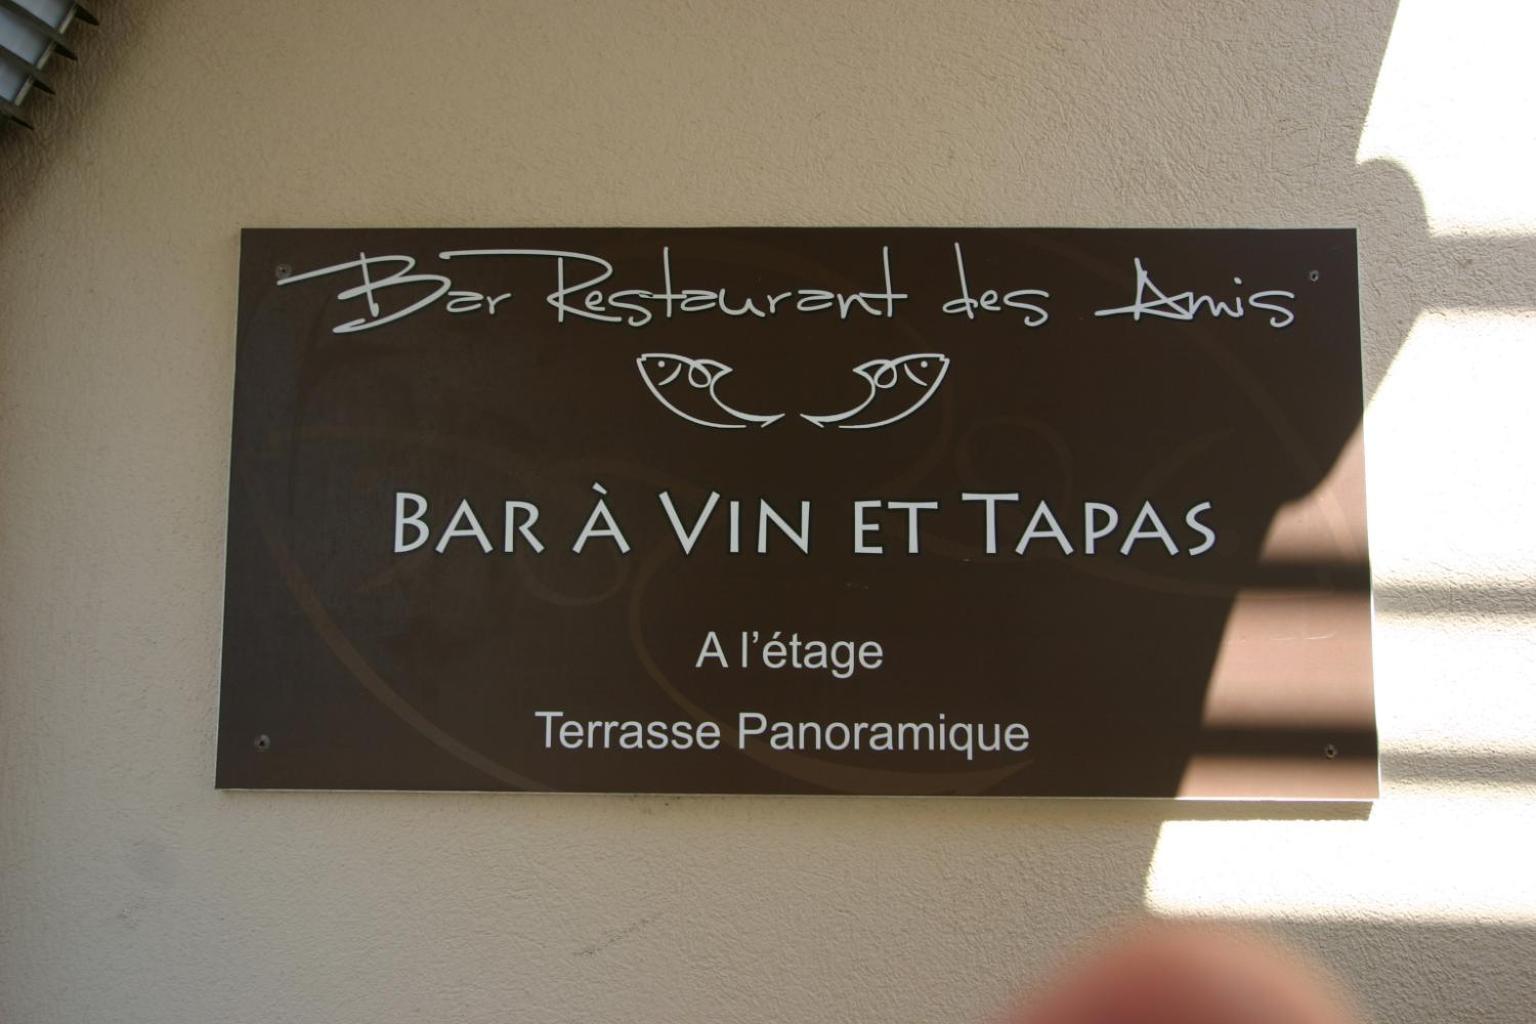 Bar Restaurant des Amis
BAR À VIN ET TAPAS
A l'étage
Terrasse Panoramique